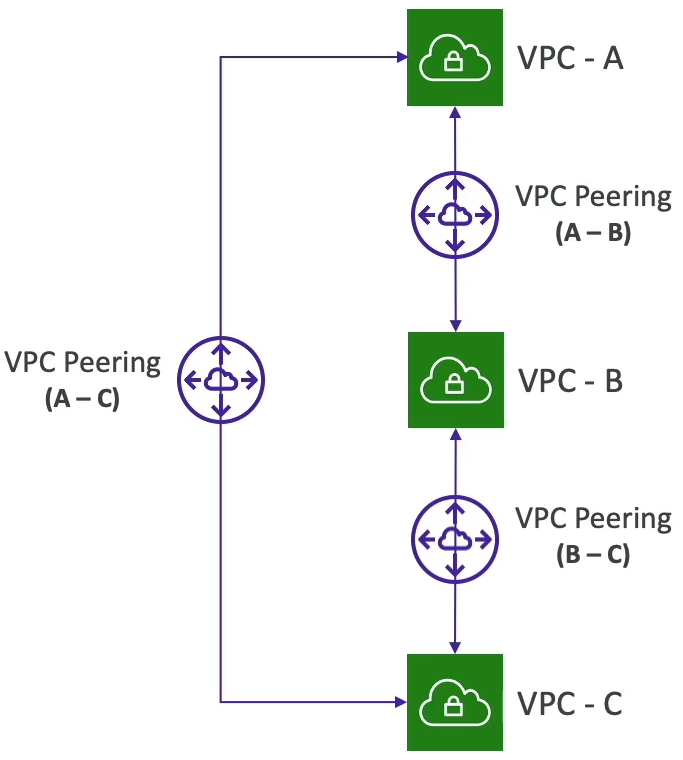 VPC - A
VPC Peering
(A – B)
VPC Peering
(A – C)
VPC - B
VPC Peering
(B – C)
VPC - C